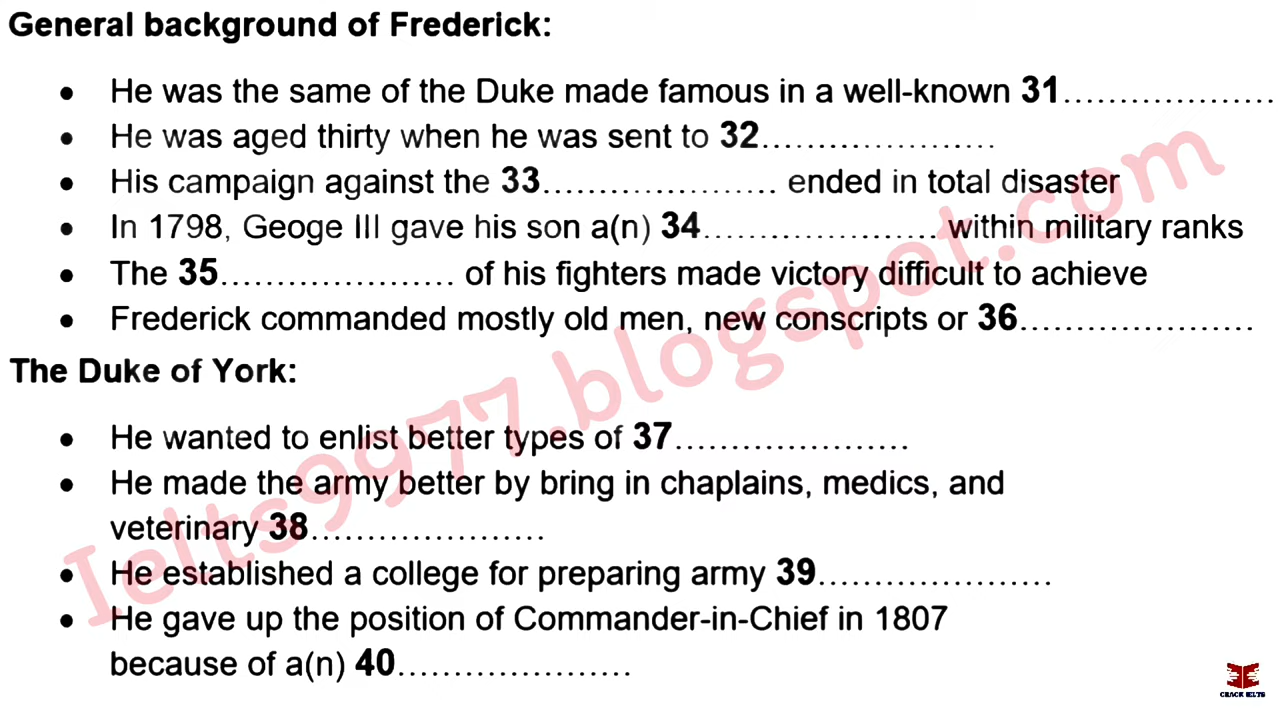 General background of Frederick:
• He was the same of the Duke made famous in a well-known 31...................
• He was aged thirty when he was sent to 32.....................
• His campaign against the 33..................... ended in total disaster
• In 1798, Geoge III gave his son a(n) 34..................... within military ranks
• The 35..................... of his fighters made victory difficult to achieve
• Frederick commanded mostly old men, new conscripts or 36.....................
The Duke of York:
• He wanted to enlist better types of 37.....................
• He made the army better by bring in chaplains, medics, and
veterinary 38.....................
• He established a college for preparing army 39.....................
• He gave up the position of Commander-in-Chief in 1807
because of a(n) 40.....................
Ielts9977.blogspot.com
CRACK IELTS